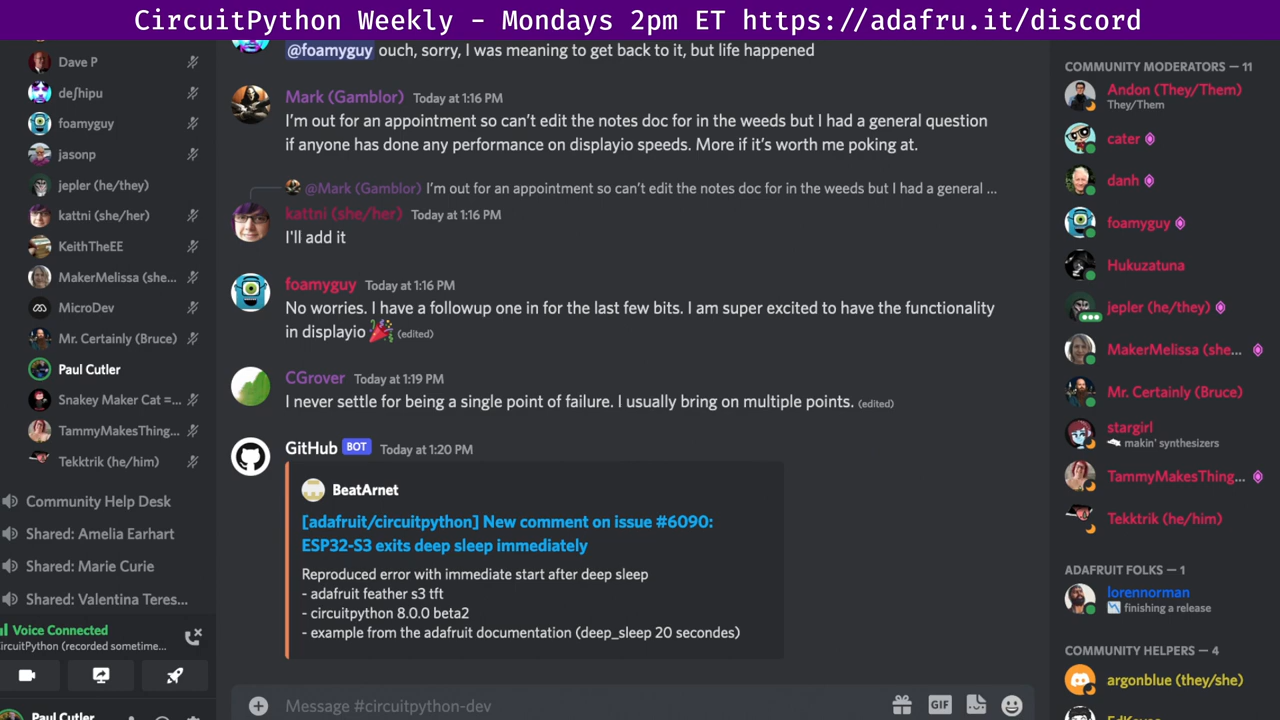 CircuitPython Weekly - Mondays 2pm ET https://adafru.it/discord
Dave P
de∫hipu
foamyguy
jasonp
jepler (he/they)
kattni (she/her)
KeithTheEE
MakerMelissa (she...
MicroDev
Mr. Certainly (Bruce)
Paul Cutler
Snakey Maker Cat =...
TammyMakesThing...
Tekktrik (he/him)
Community Help Desk
Shared: Amelia Earhart
Shared: Marie Curie
Shared: Valentina Teres...
Voice Connected
CircuitPython (recorded sometime...
Paul Cutler
@foamyguy ouch, sorry, I was meaning to get back to it, but life happened
Mark (Gamblor) Today at 1:16 PM
I'm out for an appointment so can't edit the notes doc for in the weeds but I had a general question
if anyone has done any performance on displayio speeds. More if it's worth me poking at.
@Mark (Gamblor) I'm out for an appointment so can't edit the notes doc for in the weeds but I had a general ...
kattni (she/her) Today at 1:16 PM
I'll add it
foamyguy Today at 1:16 PM
No worries. I have a followup one in for the last few bits. I am super excited to have the functionality
in displayio 🎉 (edited)
CGrover Today at 1:19 PM
I never settle for being a single point of failure. I usually bring on multiple points. (edited)
GitHub BOT Today at 1:20 PM
BeatArnet
[adafruit/circuitpython] New comment on issue #6090:
ESP32-S3 exits deep sleep immediately
Reproduced error with immediate start after deep sleep
- adafruit feather s3 tft
- circuitpython 8.0.0 beta2
- example from the adafruit documentation (deep_sleep 20 secondes)
Message #circuitpython-dev
GIF
COMMUNITY MODERATORS — 11
Andon (They/Them)
They/Them
cater
danh
foamyguy
Hukuzatuna
jepler (he/they)
MakerMelissa (she...
Mr. Certainly (Bruce)
stargirl
makin' synthesizers
TammyMakesThing...
Tekktrik (he/him)
ADAFRUIT FOLKS — 1
lorennorman
finishing a release
COMMUNITY HELPERS — 4
argonblue (they/she)